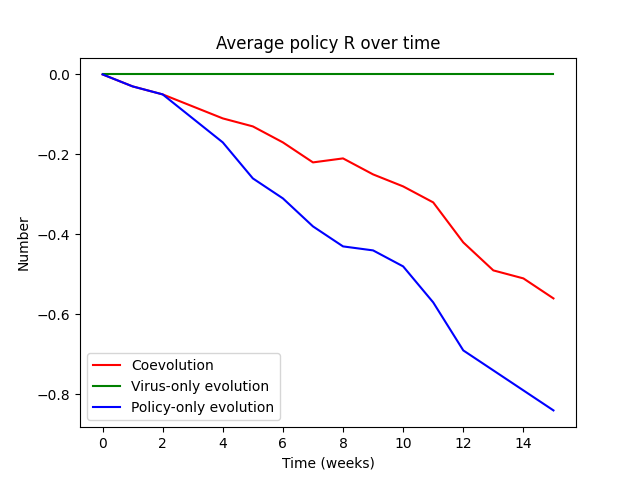 Average policy R over time
0.0
−0.2
−0.4
−0.6
−0.8
Number
Coevolution
Virus-only evolution
Policy-only evolution
0 2 4 6 8 10 12 14
Time (weeks)